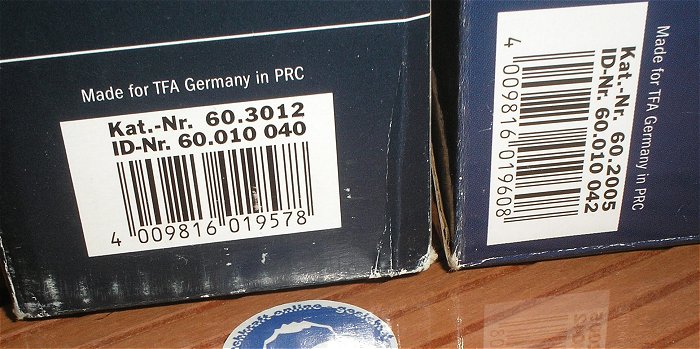 Made for TFA Germany in PRC
Kat.-Nr. 60.3012
ID-Nr. 60.010 040
4 009816 019578
Made for TFA Germany in PRC
Kat.-Nr. 60.2005
ID-Nr. 60.010 042
4 009816 019608